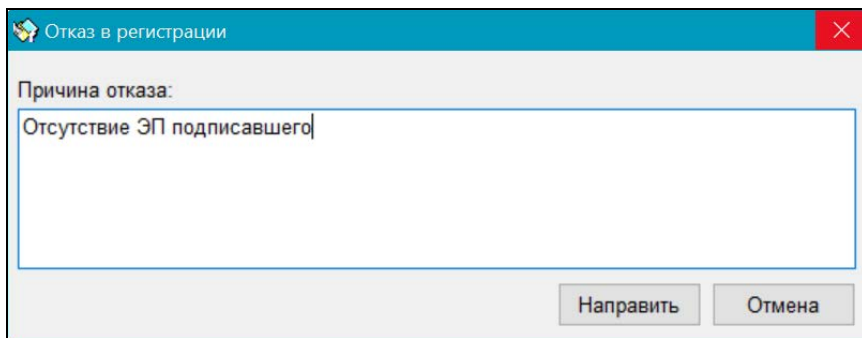 Отказ в регистрации
Причина отказа:
Отсутствие ЭП подписавшего
Направить Отмена